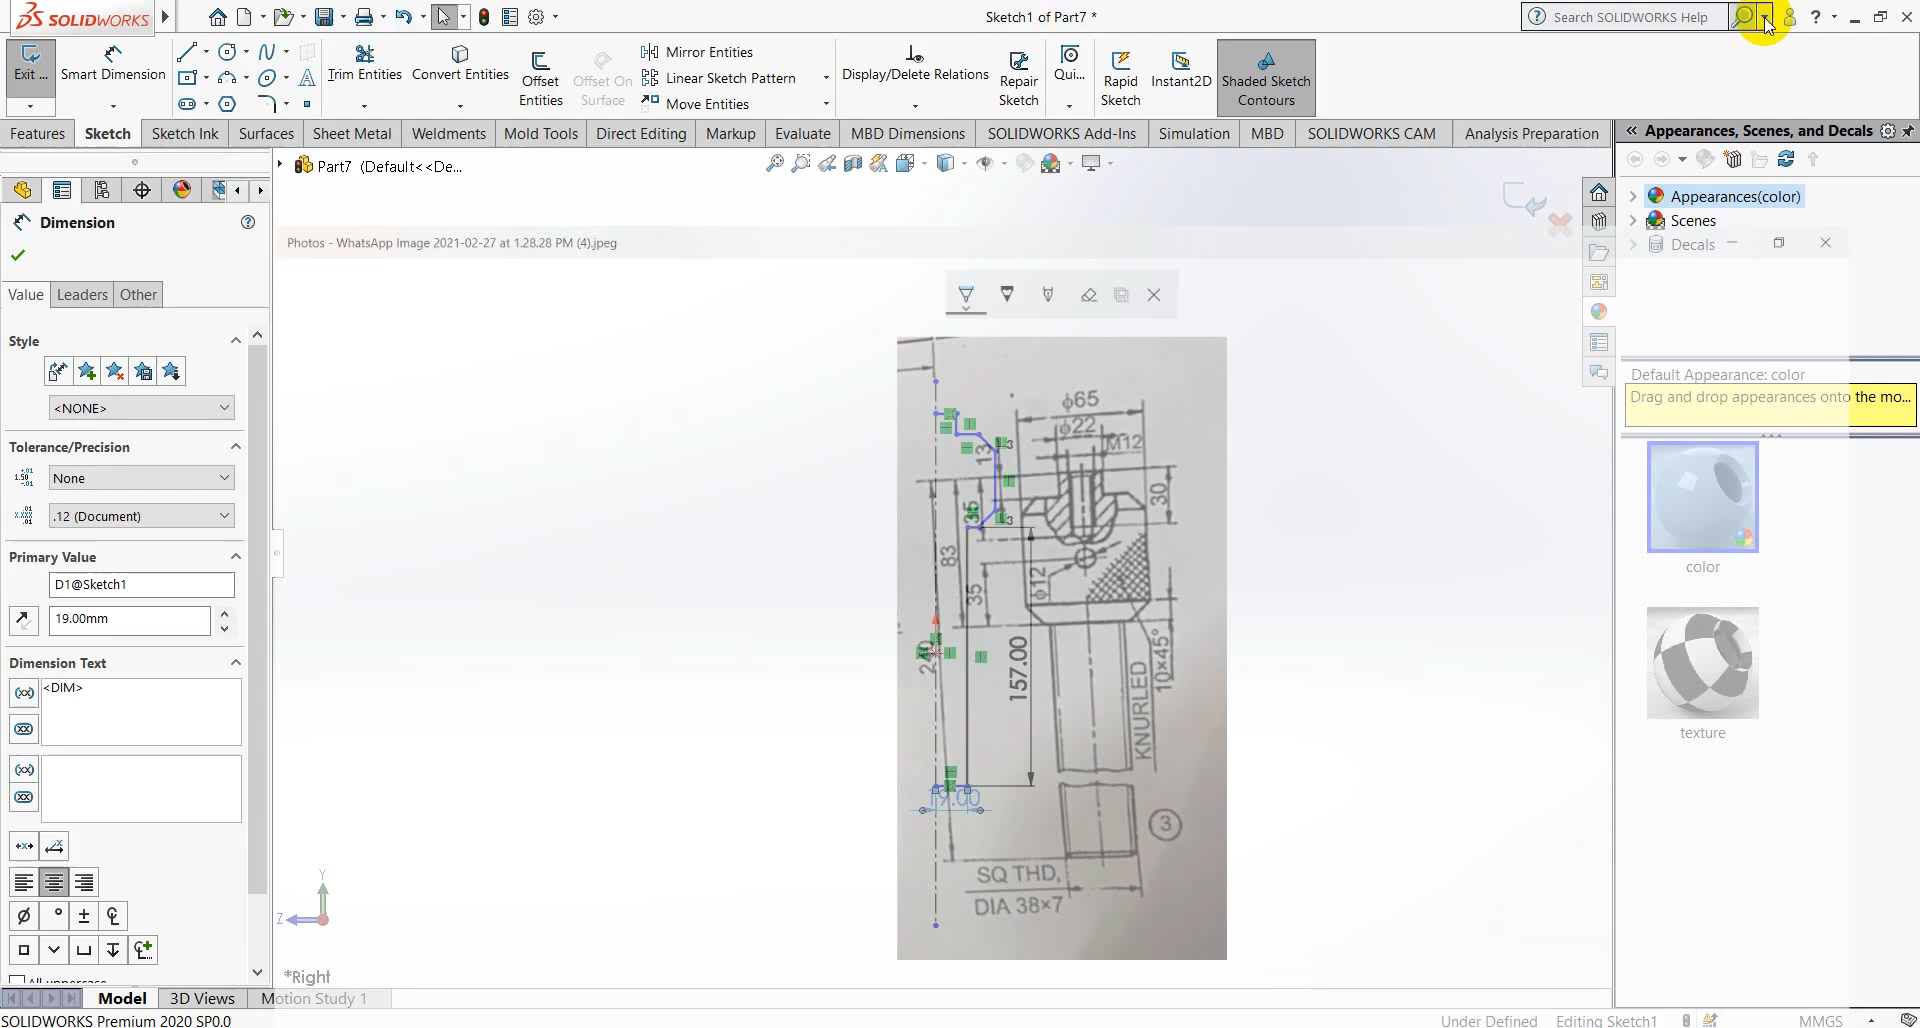 SOLIDWORKS
Sketch1 of Part7 *
Search SOLIDWORKS Help
Exit ...
Smart Dimension
Trim Entities
Convert Entities
Offset Entities
Offset On Surface
Mirror Entities
Linear Sketch Pattern
Move Entities
Display/Delete Relations
Repair Sketch
Qui...
Rapid Sketch
Instant2D
Shaded Sketch Contours
Features
Sketch
Sketch Ink
Surfaces
Sheet Metal
Weldments
Mold Tools
Direct Editing
Markup
Evaluate
MBD Dimensions
SOLIDWORKS Add-Ins
Simulation
MBD
SOLIDWORKS CAM
Analysis Preparation
Appearances, Scenes, and Decals
Part7 (Default<<De...
Dimension
Value
Leaders
Other
Style
<NONE>
Tolerance/Precision
None
.12 (Document)
Primary Value
D1@Sketch1
19.00mm
Dimension Text
<DIM>
All uppercase
Photos - WhatsApp Image 2021-02-27 at 1.28.28 PM (4).jpeg
ϕ65
ϕ22
M12
13
30
35
83
ϕ12
35
157.00
10×45°
KNURLED
19.00
3
SQ THD,
DIA 38×7
Y
Z
*Right
Appearances(color)
Scenes
Decals
Default Appearance: color
Drag and drop appearances onto the mo...
color
texture
Model
3D Views
Motion Study 1
SOLIDWORKS Premium 2020 SP0.0
Under Defined
Editing Sketch1
MMGS